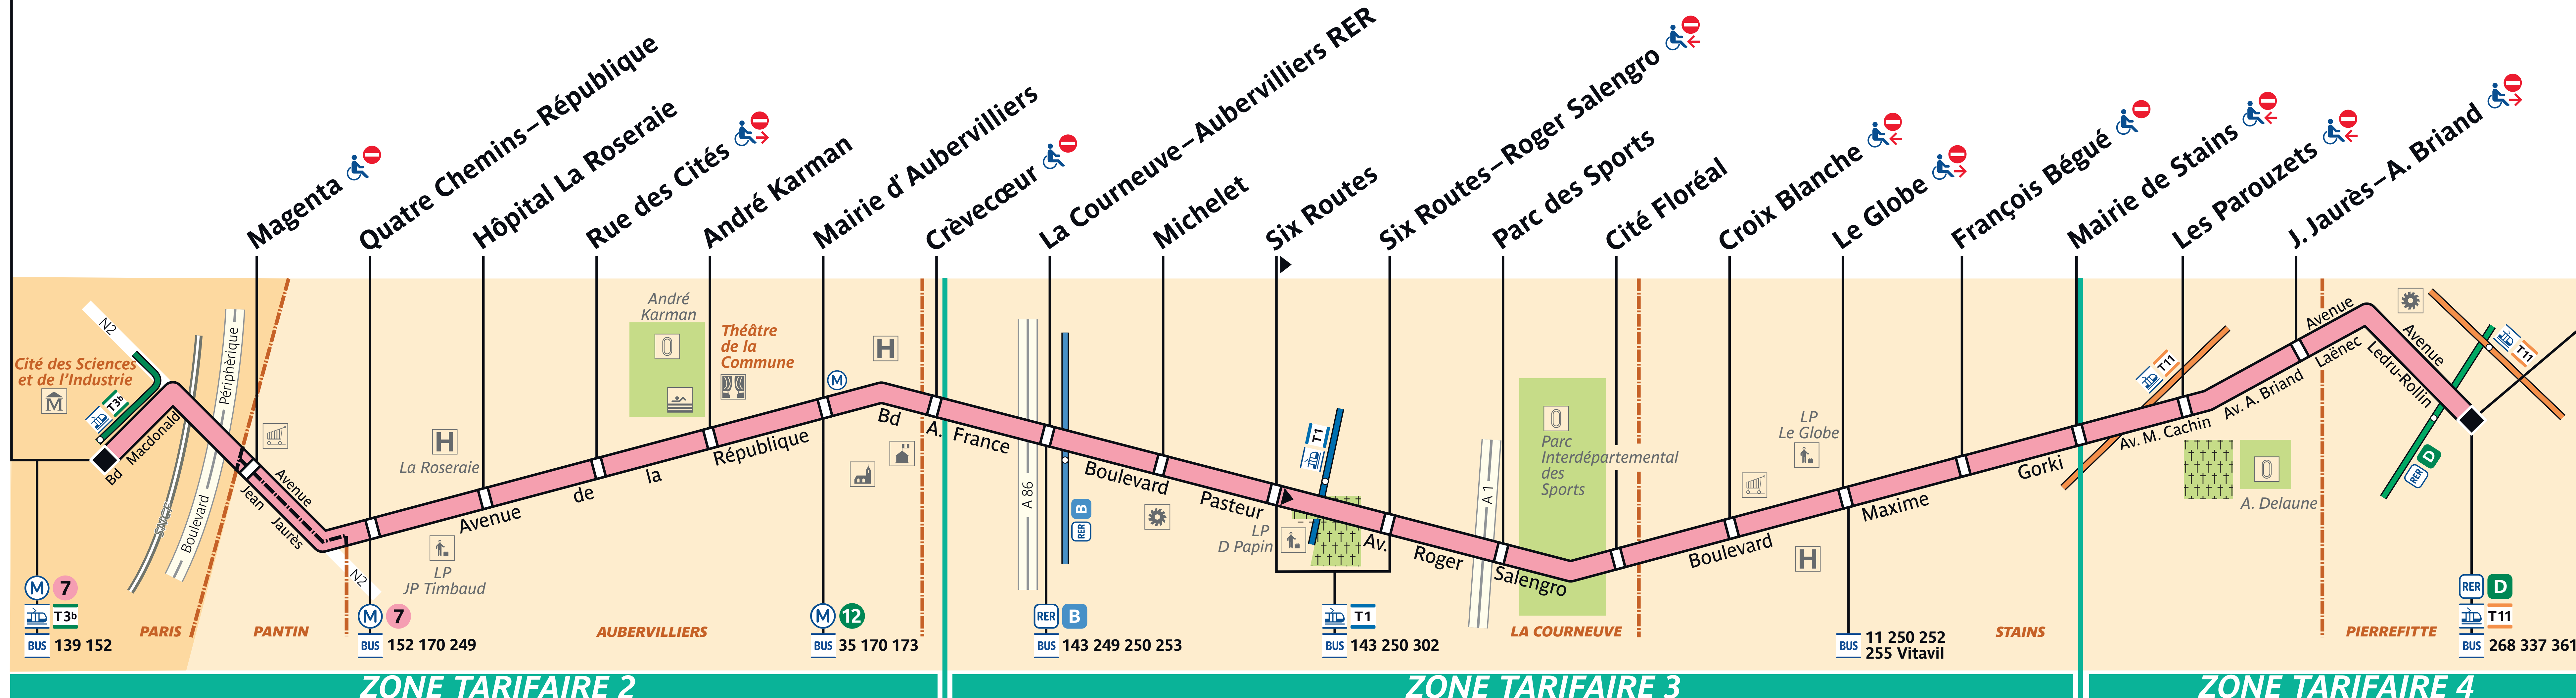 Magenta
Quatre Chemins–République
Hôpital La Roseraie
Rue des Cités
André Karman
Mairie d'Aubervilliers
Crèvecœur
La Courneuve–Aubervilliers RER
Michelet
Six Routes
Six Routes–Roger Salengro
Parc des Sports
Cité Floréal
Croix Blanche
Le Globe
François Bégué
Mairie de Stains
Les Parouzets
J. Jaurès–A. Briand
N2
Cité des Sciences
et de l'Industrie
M
T3b
Bd
Macdonald
SNCF
Boulevard
Périphèrique
Avenue
Jean
Jaurès
N2
H
La Roseraie
LP
JP Timbaud
Avenue
de
la
République
André
Karman
Théâtre
de la
Commune
M
H
Bd
A.
France
A 86
B
RER
Boulevard
Pasteur
T1
LP
D Papin
Av.
Roger
Salengro
A 1
Parc
Interdépartemental
des
Sports
Boulevard
LP
Le Globe
H
Maxime
Gorki
T11
Av. M. Cachin
Av. A. Briand
A. Delaune
Avenue
Laënec
Avenue
Ledru-Rollin
T11
RER
D
M 7
T3b
BUS 139 152
PARIS
PANTIN
M 7
BUS 152 170 249
AUBERVILLIERS
M 12
BUS 35 170 173
RER B
BUS 143 249 250 253
T1
BUS 143 250 302
LA COURNEUVE
BUS 11 250 252
255 Vitavil
STAINS
PIERREFITTE
RER D
T11
BUS 268 337 361
ZONE TARIFAIRE 2
ZONE TARIFAIRE 3
ZONE TARIFAIRE 4